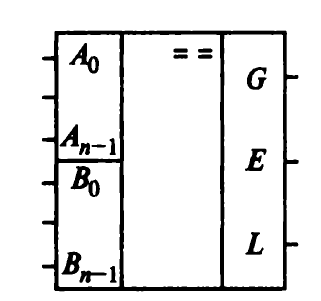 A₀
==
G
Aₙ₋₁
B₀
E
Bₙ₋₁
L